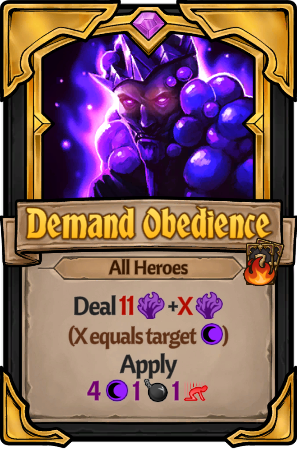 Demand Obedience
All Heroes
Deal 11 +X
(X equals target )
Apply
4 1 1